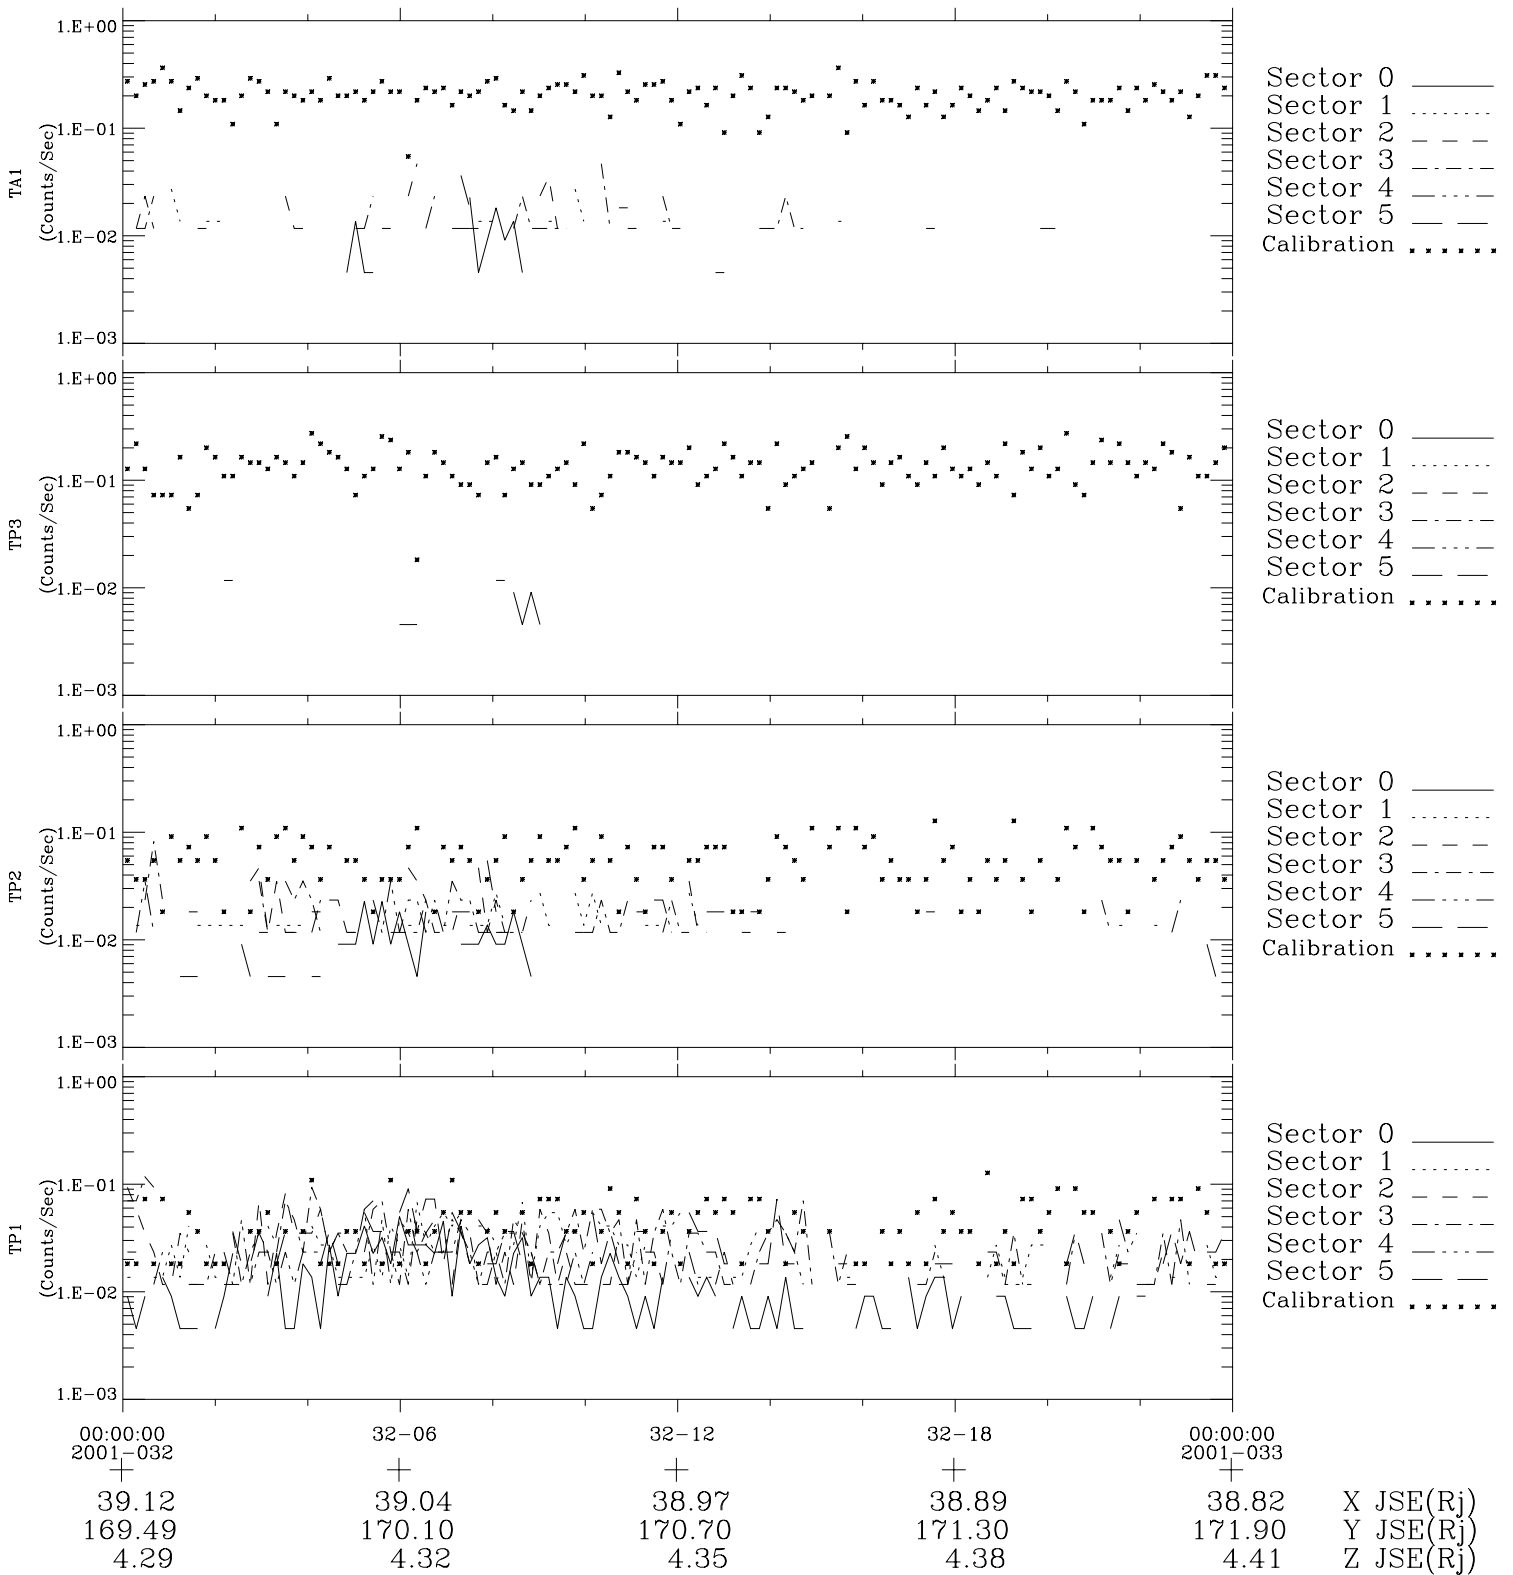 1.E+00
1.E-01
1.E-02
1.E-03
TA1
(Counts/Sec)
Sector 0
Sector 1
Sector 2
Sector 3
Sector 4
Sector 5
Calibration
1.E+00
1.E-01
1.E-02
1.E-03
TP3
(Counts/Sec)
Sector 0
Sector 1
Sector 2
Sector 3
Sector 4
Sector 5
Calibration
1.E+00
1.E-01
1.E-02
1.E-03
TP2
(Counts/Sec)
Sector 0
Sector 1
Sector 2
Sector 3
Sector 4
Sector 5
Calibration
1.E+00
1.E-01
1.E-02
1.E-03
TP1
(Counts/Sec)
Sector 0
Sector 1
Sector 2
Sector 3
Sector 4
Sector 5
Calibration
00:00:00 32-06 32-12 32-18 00:00:00
2001-032 2001-033
39.12 39.04 38.97 38.89 38.82 X JSE(Rj)
169.49 170.10 170.70 171.30 171.90 Y JSE(Rj)
4.29 4.32 4.35 4.38 4.41 Z JSE(Rj)